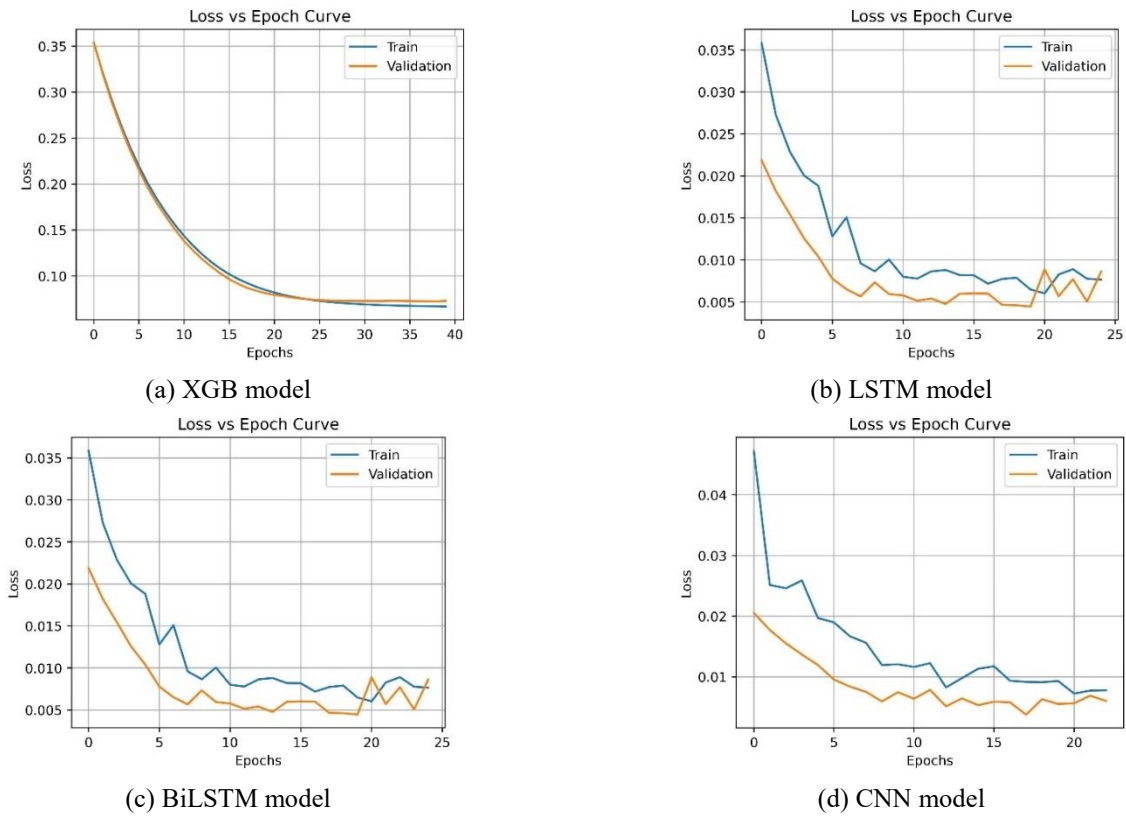 Loss vs Epoch Curve
0.35
0.30
0.25
0.20
0.15
0.10
Loss
Train
Validation
0 5 10 15 20 25 30 35 40
Epochs
(a) XGB model
Loss vs Epoch Curve
0.035
0.030
0.025
0.020
0.015
0.010
0.005
Loss
Train
Validation
0 5 10 15 20 25
Epochs
(b) LSTM model
Loss vs Epoch Curve
0.035
0.030
0.025
0.020
0.015
0.010
0.005
Loss
Train
Validation
0 5 10 15 20 25
Epochs
(c) BiLSTM model
Loss vs Epoch Curve
0.04
0.03
0.02
0.01
Loss
Train
Validation
0 5 10 15 20
Epochs
(d) CNN model